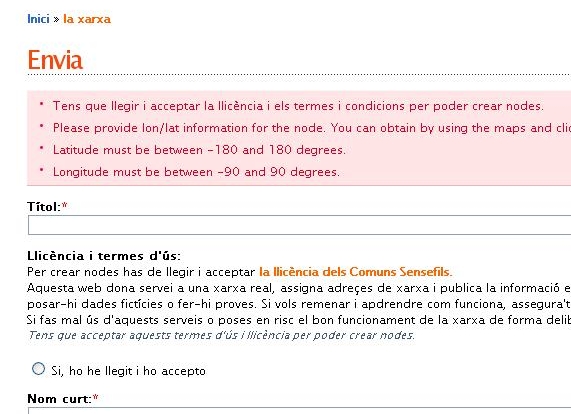 Inici » la xarxa
Envia
Tens que llegir i acceptar la llicència i els termes i condicions per poder crear nodes.
Please provide lon/lat information for the node. You can obtain by using the maps and
Latitude must be between -180 and 180 degrees.
Longitude must be between -90 and 90 degrees.
Títol:*
Llicència i termes d'ús:
Per crear nodes has de llegir i acceptar la llicència dels Comuns Sensefils.
Aquesta web dona servei a una xarxa real, assigna adreçes de xarxa i publica la informació e
posar-hi dades fictícies o fer-hi proves. Si vols remenar i apdrendre com funciona, assegura't
Si fas mal ús d'aquests serveis o poses en risc el bon funcionament de la xarxa de forma
Tens que acceptar aquests termes d'ús i llicència per poder crear nodes.
Si, ho he llegit i ho accepto
Nom curt:*